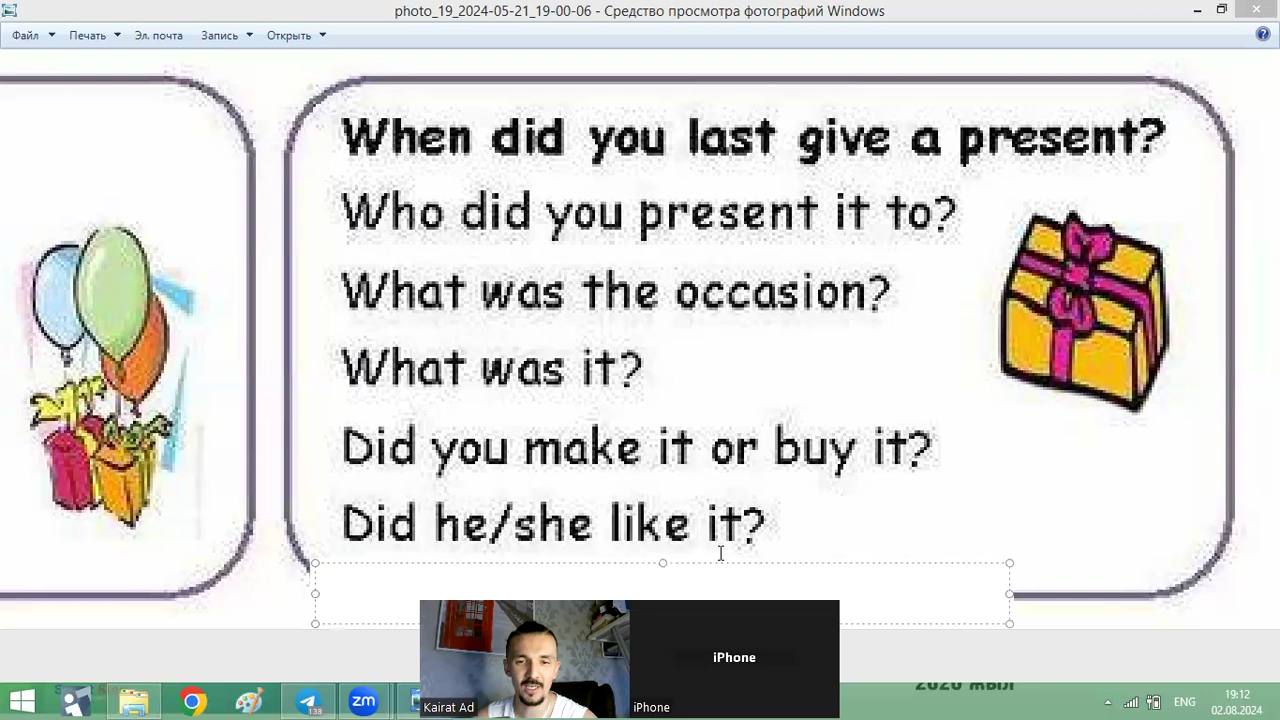 photo_19_2024-05-21_19-00-06 - Средство просмотра фотографий Windows
Файл Печать Эл. почта Запись Открыть
When did you last give a present?
Who did you present it to?
What was the occasion?
What was it?
Did you make it or buy it?
Did he/she like it?
iPhone
Kairat Ad
iPhone
138
zm
ENG
19:12
02.08.2024